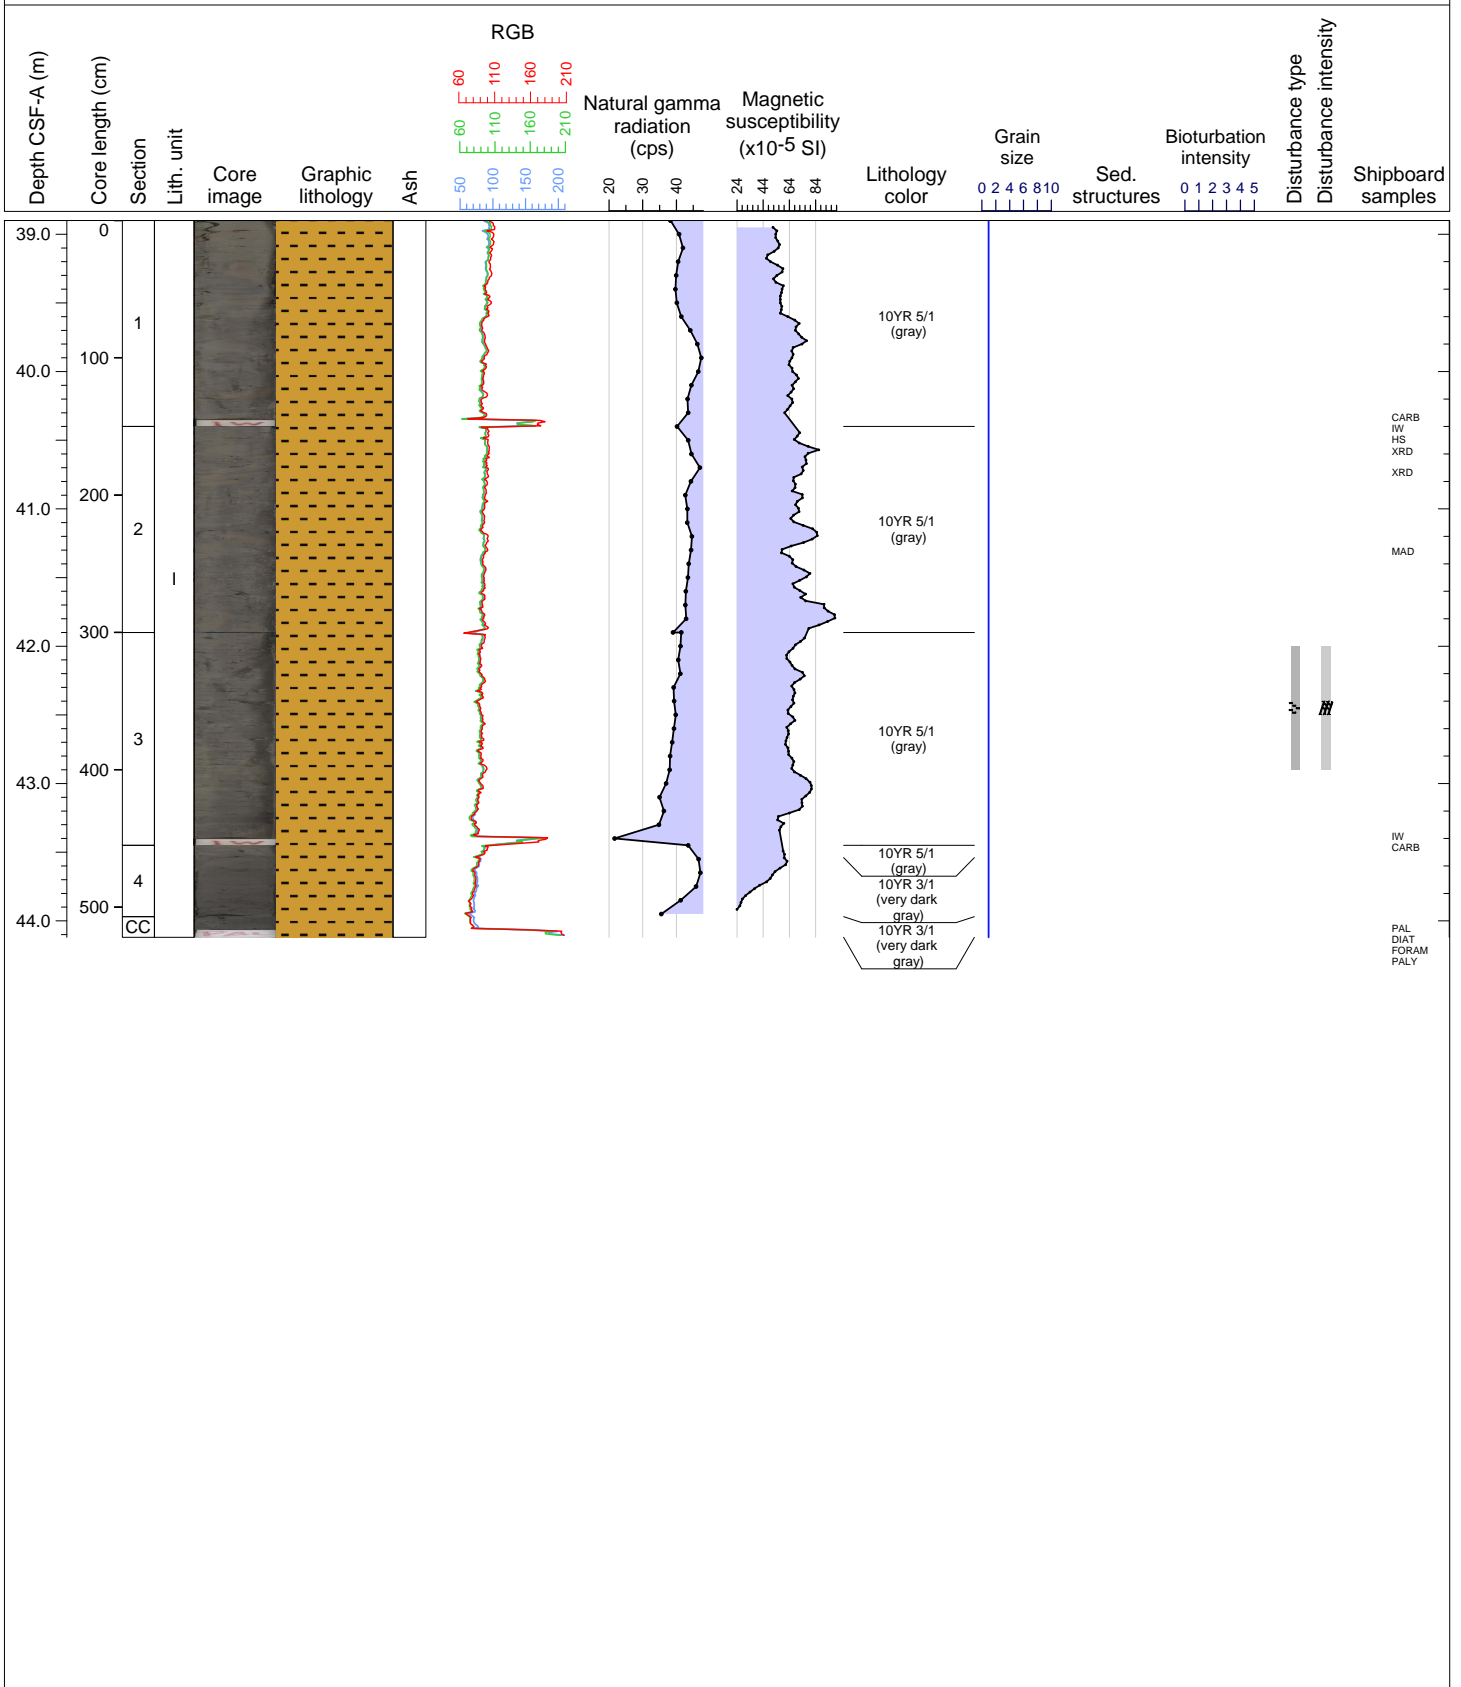 Depth CSF-A (m)
Core length (cm)
Section
Lith. unit
Core
image
Graphic
lithology
Ash
RGB
60 110 160 210
60 110 160 210
50 100 150 200
Natural gamma
radiation
(cps)
20 30 40
Magnetic
susceptibility
(x10-5 SI)
24 44 64 84
Lithology
color
Grain
size
0 2 4 6 8 10
Sed.
structures
Bioturbation
intensity
0 1 2 3 4 5
Disturbance type
Disturbance intensity
Shipboard
samples
39.0
40.0
41.0
42.0
43.0
44.0
0
100
200
300
400
500
1
2
3
4
CC
I
IW
IW
PAL
10YR 5/1
(gray)
10YR 5/1
(gray)
10YR 5/1
(gray)
10YR 5/1
(gray)
10YR 3/1
(very dark
gray)
10YR 3/1
(very dark
gray)
CARB
IW
HS
XRD
XRD
MAD
IW
CARB
PAL
DIAT
FORAM
PALY